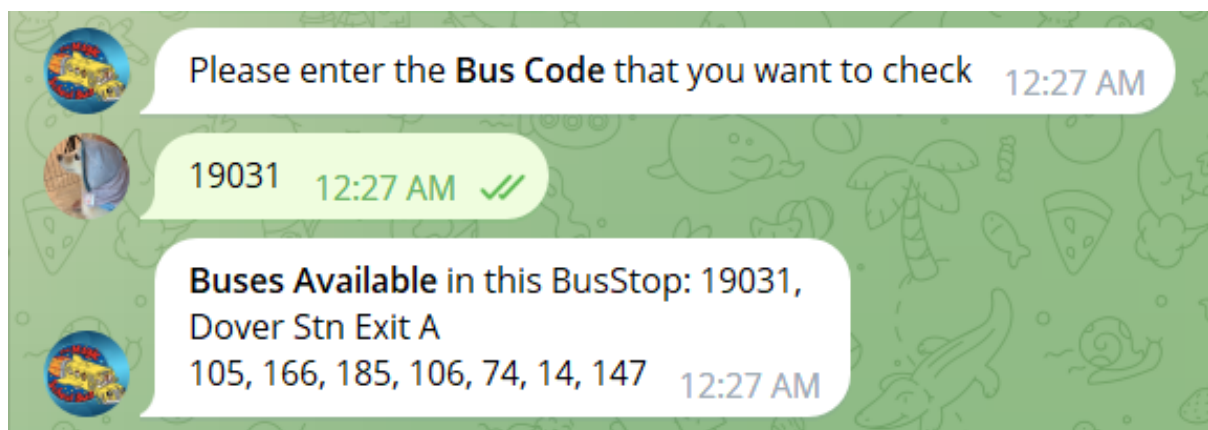 Please enter the Bus Code that you want to check 12:27 AM
19031 12:27 AM
Buses Available in this BusStop: 19031,
Dover Stn Exit A
105, 166, 185, 106, 74, 14, 147 12:27 AM